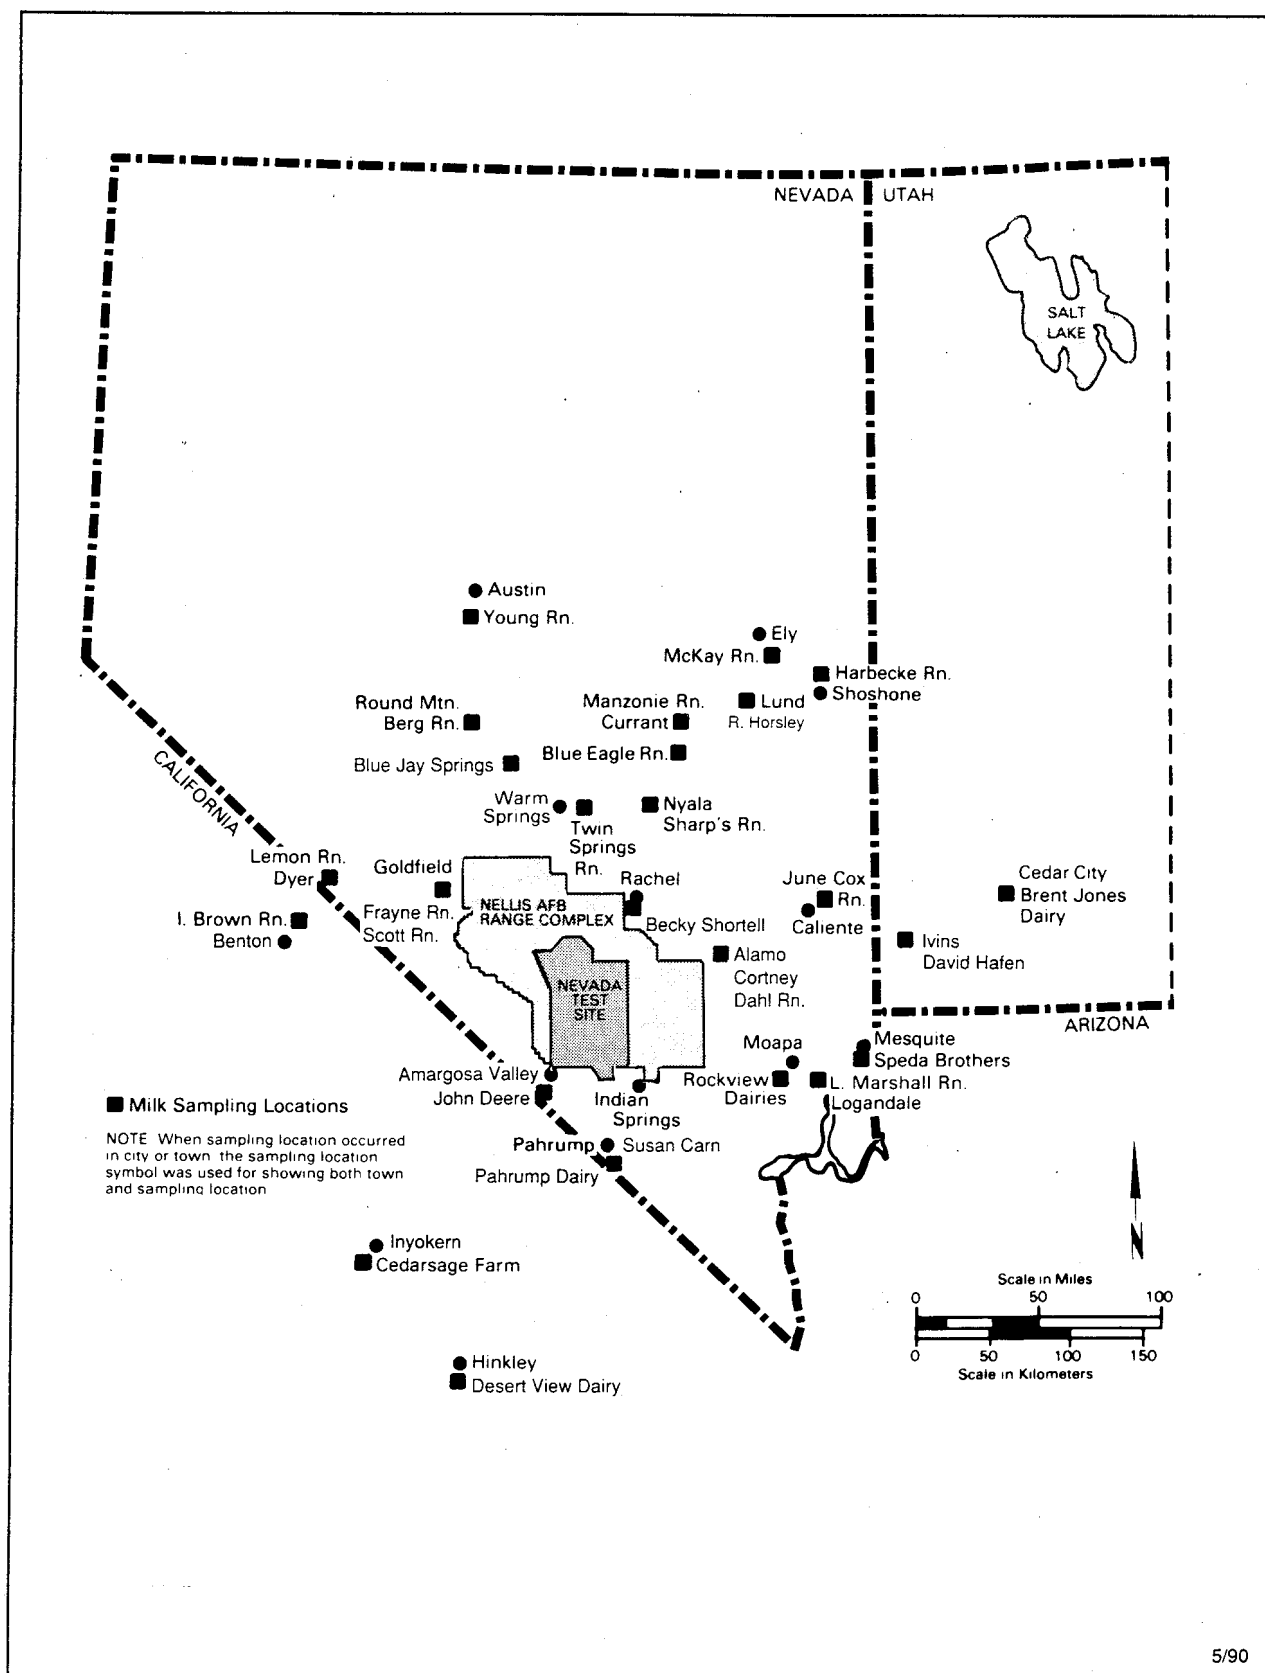 NEVADA
UTAH
SALT
LAKE
Austin
Young Rn.
Ely
McKay Rn.
Harbecke Rn.
Shoshone
Round Mtn.
Berg Rn.
Manzonie Rn.
Currant
Lund
R. Horsley
Blue Jay Springs
Blue Eagle Rn.
CALIFORNIA
Warm
Springs
Twin
Springs
Rn.
Nyala
Sharp's Rn.
Lemon Rn.
Dyer
Goldfield
Frayne Rn.
Scott Rn.
I. Brown Rn.
Benton
NELLIS AFB
RANGE COMPLEX
Rachel
Becky Shortell
June Cox
Rn.
Caliente
Cedar City
Brent Jones
Dairy
Ivins
David Hafen
Alamo
Cortney
Dahl Rn.
NEVADA
TEST
SITE
ARIZONA
Moapa
Mesquite
Speda Brothers
Amargosa Valley
John Deere
Indian
Springs
Rockview
Dairies
L. Marshall Rn.
Logandale
Milk Sampling Locations
NOTE When sampling location occurred
in city or town the sampling location
symbol was used for showing both town
and sampling location
Pahrump
Susan Carn
Pahrump Dairy
Inyokern
Cedarsage Farm
N
Scale in Miles
0 50 100
0 50 100 150
Scale in Kilometers
Hinkley
Desert View Dairy
5/90